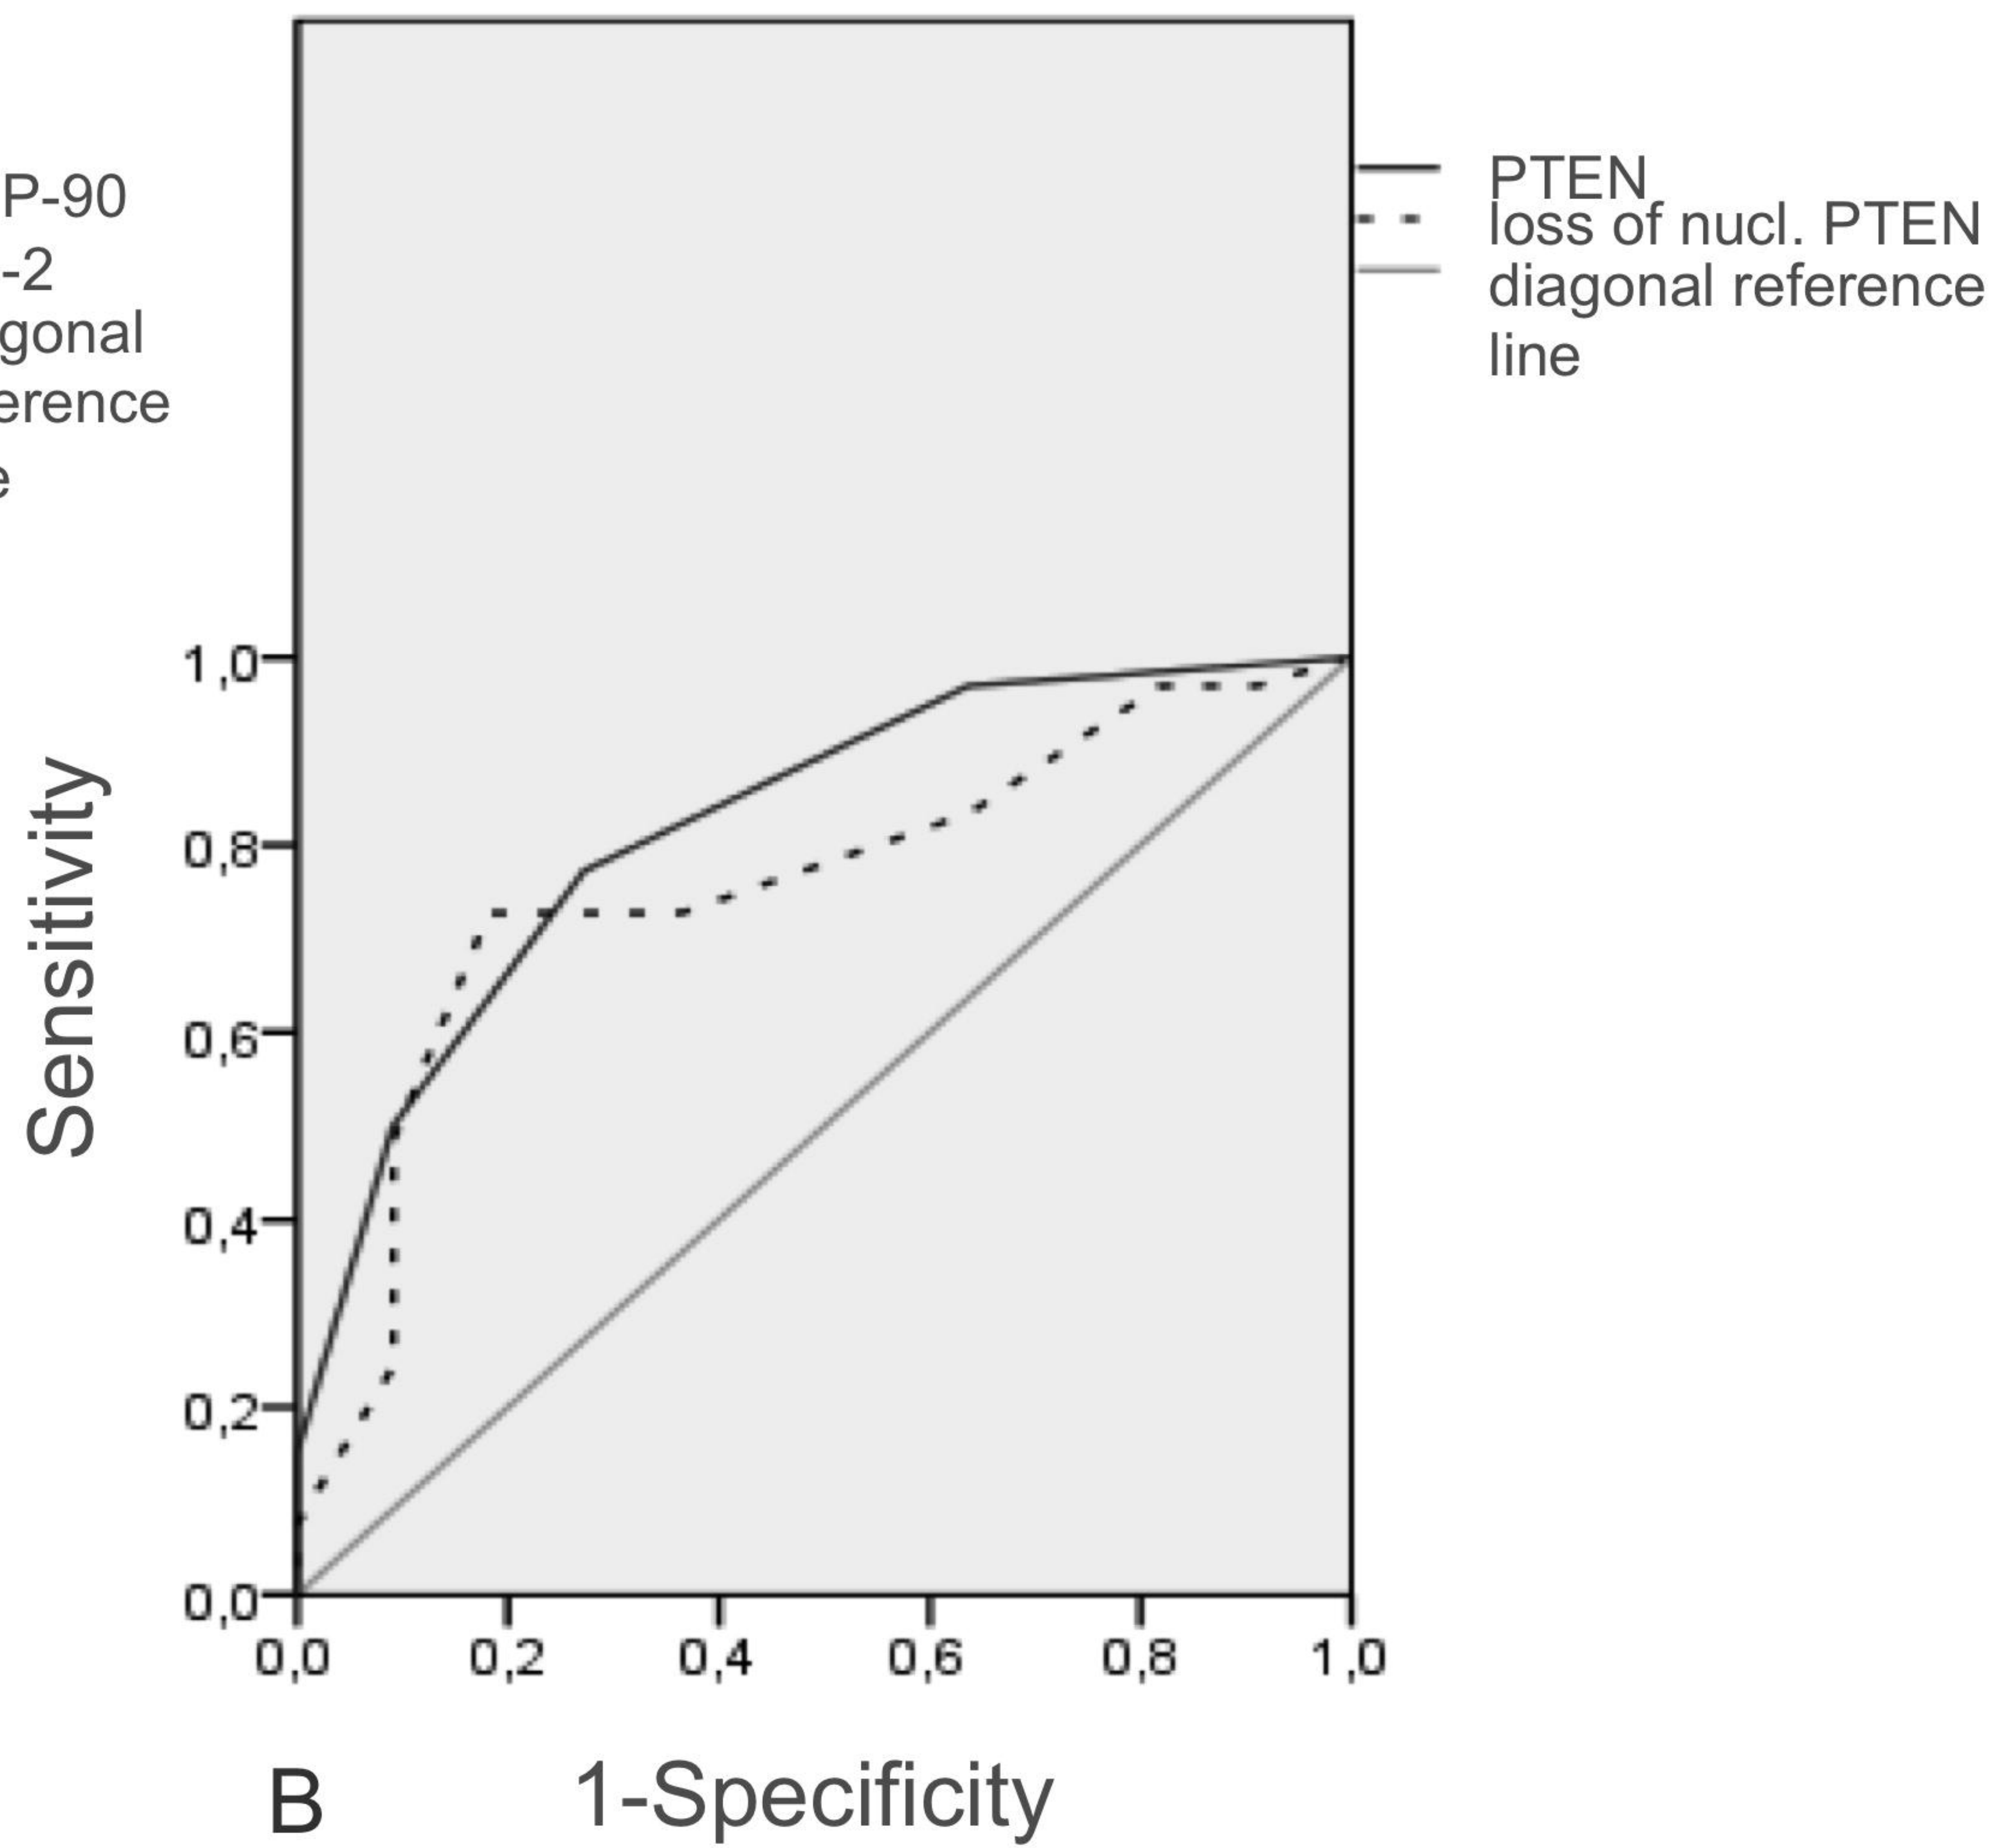 P-90
-2
gonal
erence
e
PTEN
loss of nucl. PTEN
diagonal reference
line
Sensitivity
1,0
0,8
0,6
0,4
0,2
0,0
0,0 0,2 0,4 0,6 0,8 1,0
B 1-Specificity